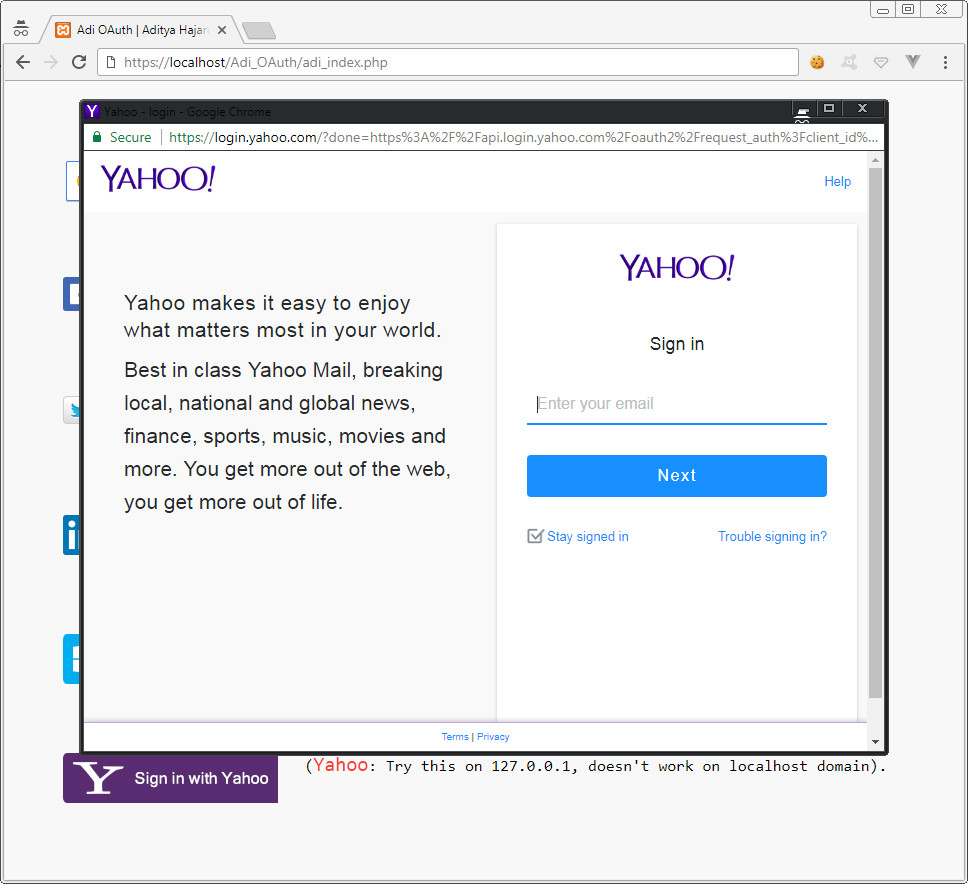 Adi OAuth | Aditya Hajar
https://localhost/Adi_OAuth/adi_index.php
Yahoo - login - Google Chrome
Secure https://login.yahoo.com/?done=https%3A%2F%2Fapi.login.yahoo.com%2Foauth2%2Frequest_auth%3Fclient_id%...
YAHOO!
Help
Yahoo makes it easy to enjoy
what matters most in your world.
Best in class Yahoo Mail, breaking
local, national and global news,
finance, sports, music, movies and
more. You get more out of the web,
you get more out of life.
YAHOO!
Sign in
Enter your email
Next
Stay signed in
Trouble signing in?
Terms | Privacy
Sign in with Yahoo
(Yahoo: Try this on 127.0.0.1, doesn't work on localhost domain).